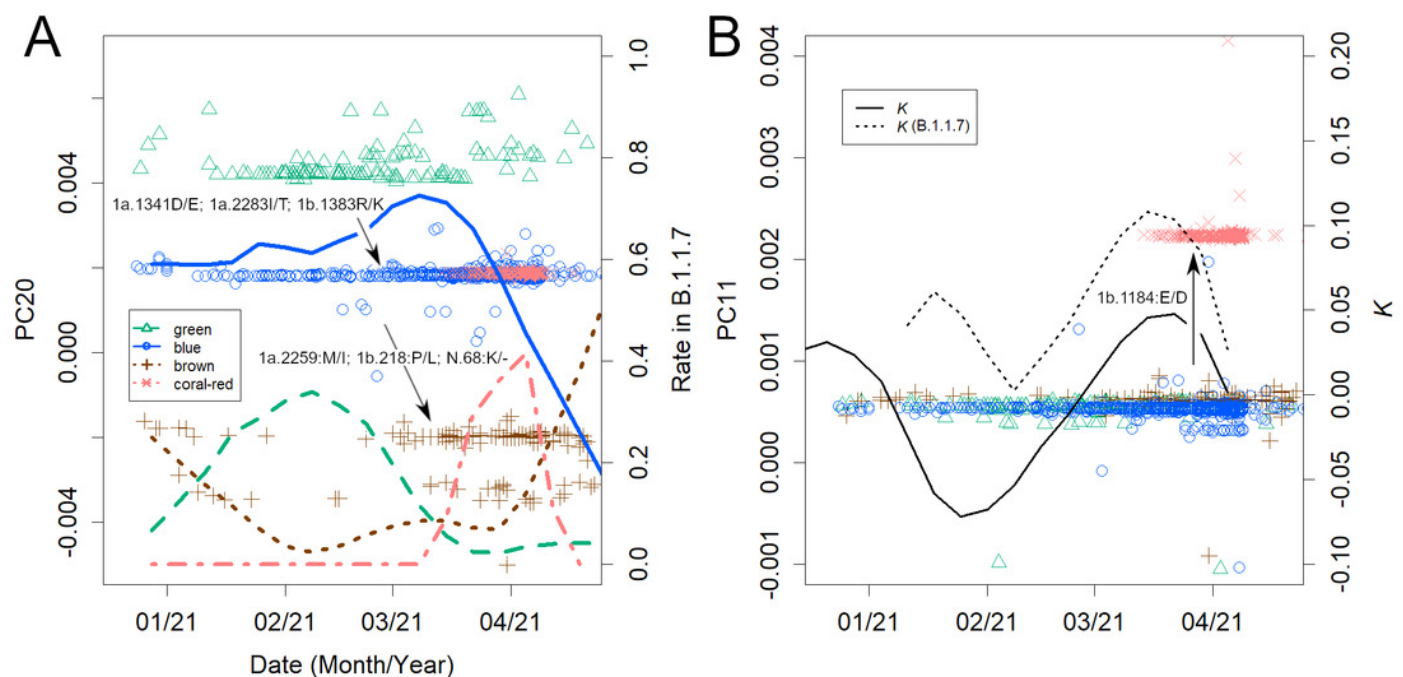 A
PC20
0.004
0.000
-0.004
1a.1341D/E; 1a.2283I/T; 1b.1383R/K
1a.2259:M/I; 1b.218:P/L; N.68:K/-
green
blue
brown
coral-red
1.0
0.8
0.6
0.4
0.2
0.0
Rate in B.1.1.7
01/21 02/21 03/21 04/21
Date (Month/Year)
B
PC11
0.004
0.003
0.002
0.001
0.000
-0.001
K
K (B.1.1.7)
1b.1184:E/D
0.20
0.15
0.10
0.05
0.00
-0.05
-0.10
K
01/21 02/21 03/21 04/21